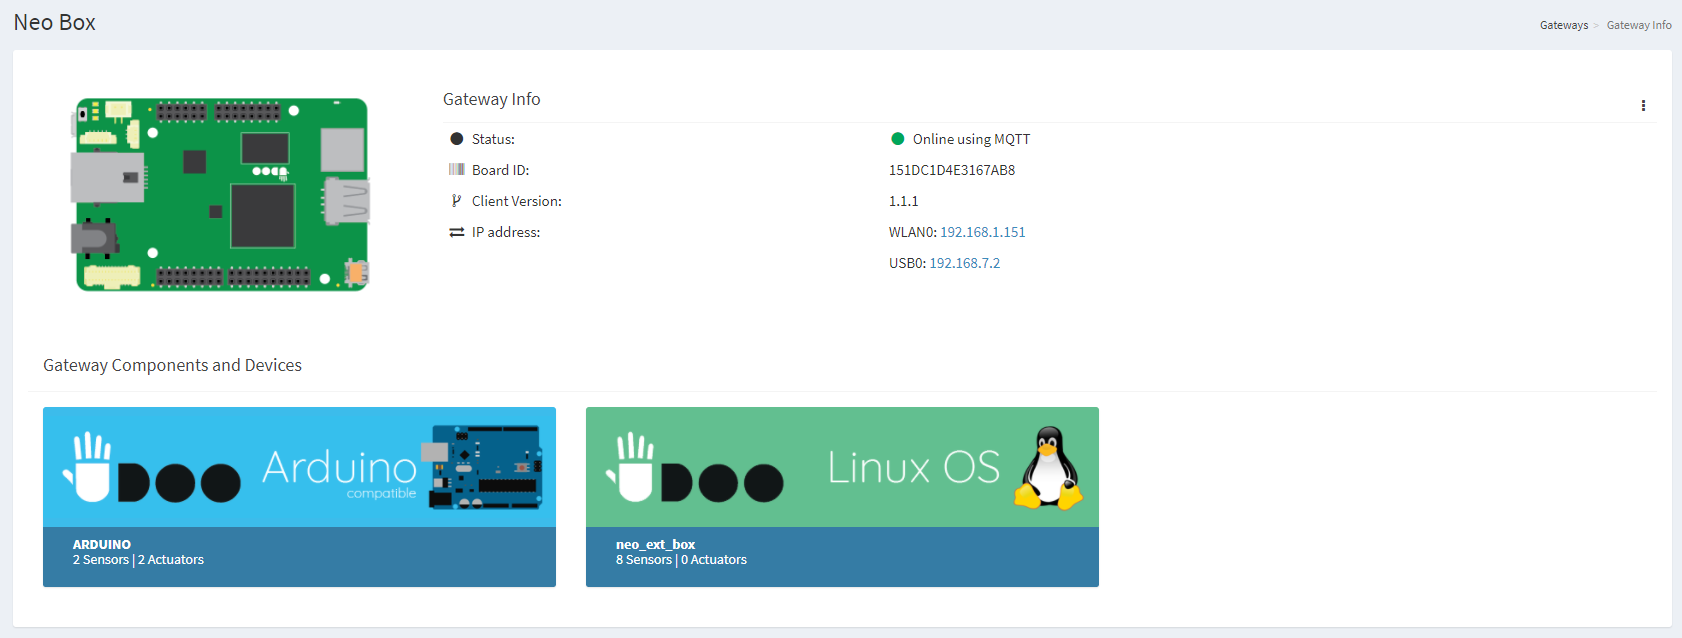 Neo Box
Gateways > Gateway Info
Gateway Info
Status: Online using MQTT
Board ID: 151DC1D4E3167AB8
Client Version: 1.1.1
IP address: WLAN0: 192.168.1.151
USB0: 192.168.7.2
Gateway Components and Devices
DOO Arduino
compatible
ARDUINO
2 Sensors | 2 Actuators
DOO Linux OS
neo_ext_box
8 Sensors | 0 Actuators